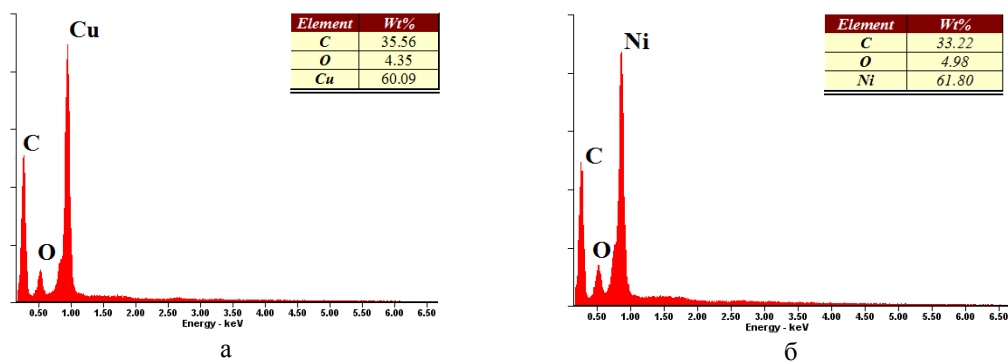 Element Wt%
C 35.56
O 4.35
Cu 60.09
Cu
C
O
0.50 1.00 1.50 2.00 2.50 3.00 3.50 4.00 4.50 5.00 5.50 6.00 6.50
Energy - keV
а
Element Wt%
C 33.22
O 4.98
Ni 61.80
Ni
C
O
0.50 1.00 1.50 2.00 2.50 3.00 3.50 4.00 4.50 5.00 5.50 6.00 6.50
Energy - keV
б